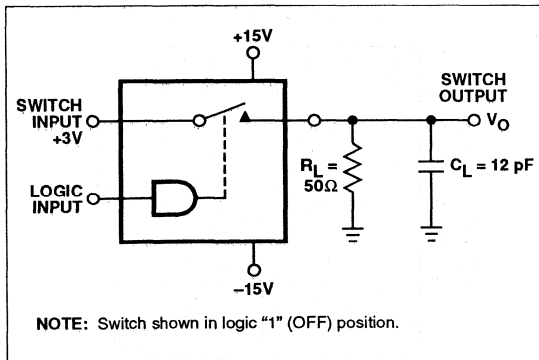 +15V
SWITCH
INPUT
+3V
LOGIC
INPUT
SWITCH
OUTPUT
VO
RL =
50Ω
CL = 12 pF
−15V
NOTE: Switch shown in logic “1” (OFF) position.